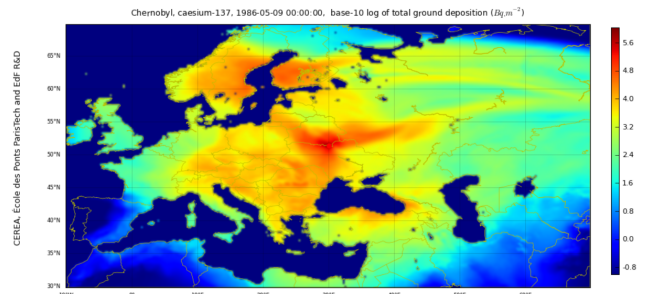 Chernobyl, caesium-137, 1986-05-09 00:00:00, base-10 log of total ground deposition (Bq.m⁻²)
CEREA, École des Ponts ParisTech and EdF R&D
65°N
60°N
55°N
50°N
45°N
40°N
35°N
30°N
5.6
4.8
4.0
3.2
2.4
1.6
0.8
0.0
-0.8